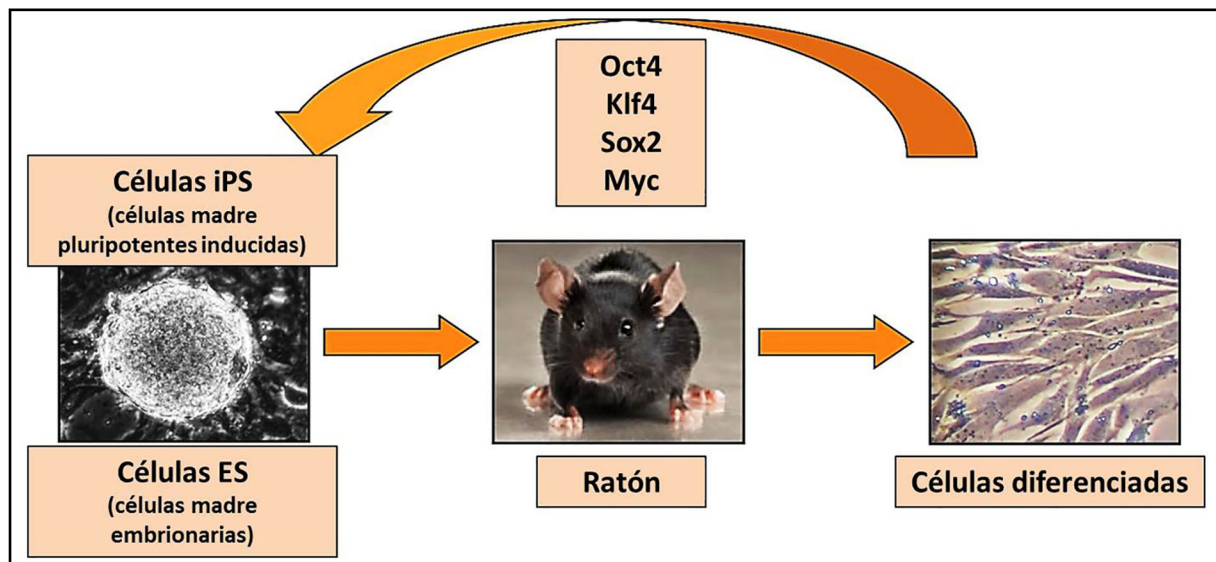 Oct4
Klf4
Sox2
Myc
Células iPS
(células madre
pluripotentes inducidas)
Células ES
(células madre
embrionarias)
Ratón
Células diferenciadas